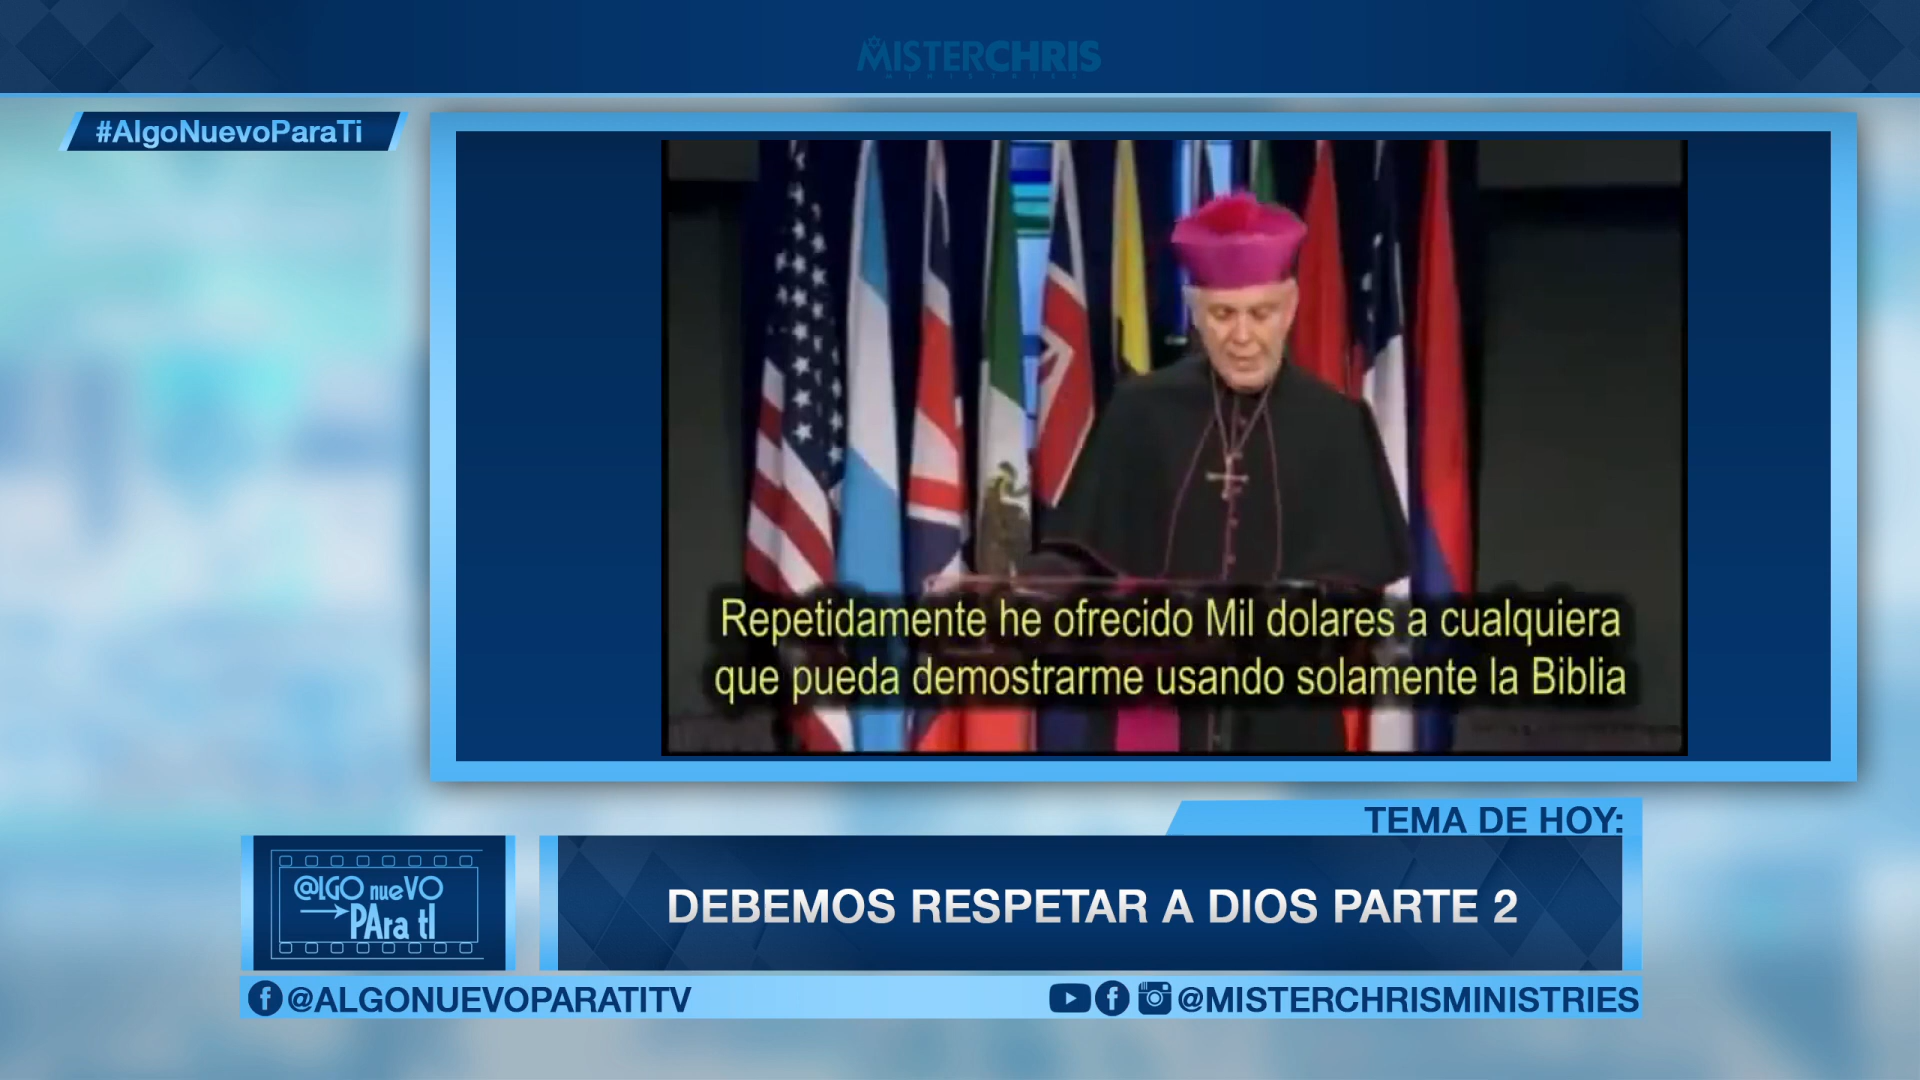 MISTERCHRIS
MINISTRIES
#AlgoNuevoParaTi
Repetidamente he ofrecido Mil dolares a cualquiera
que pueda demostrarme usando solamente la Biblia
TEMA DE HOY:
@LGO nueVO
PAra tI
DEBEMOS RESPETAR A DIOS PARTE 2
@ALGONUEVOPARATITV
@MISTERCHRISMINISTRIES